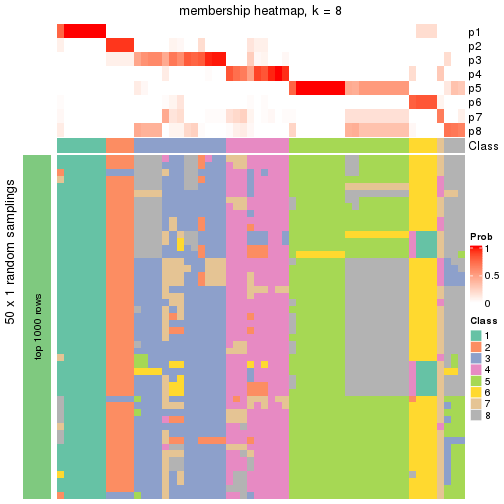 membership heatmap, k = 8
p1
p2
p3
p4
p5
p6
p7
p8
Class
50 x 1 random samplings
top 1000 rows
Prob
1
0.5
0
Class
1
2
3
4
5
6
7
8